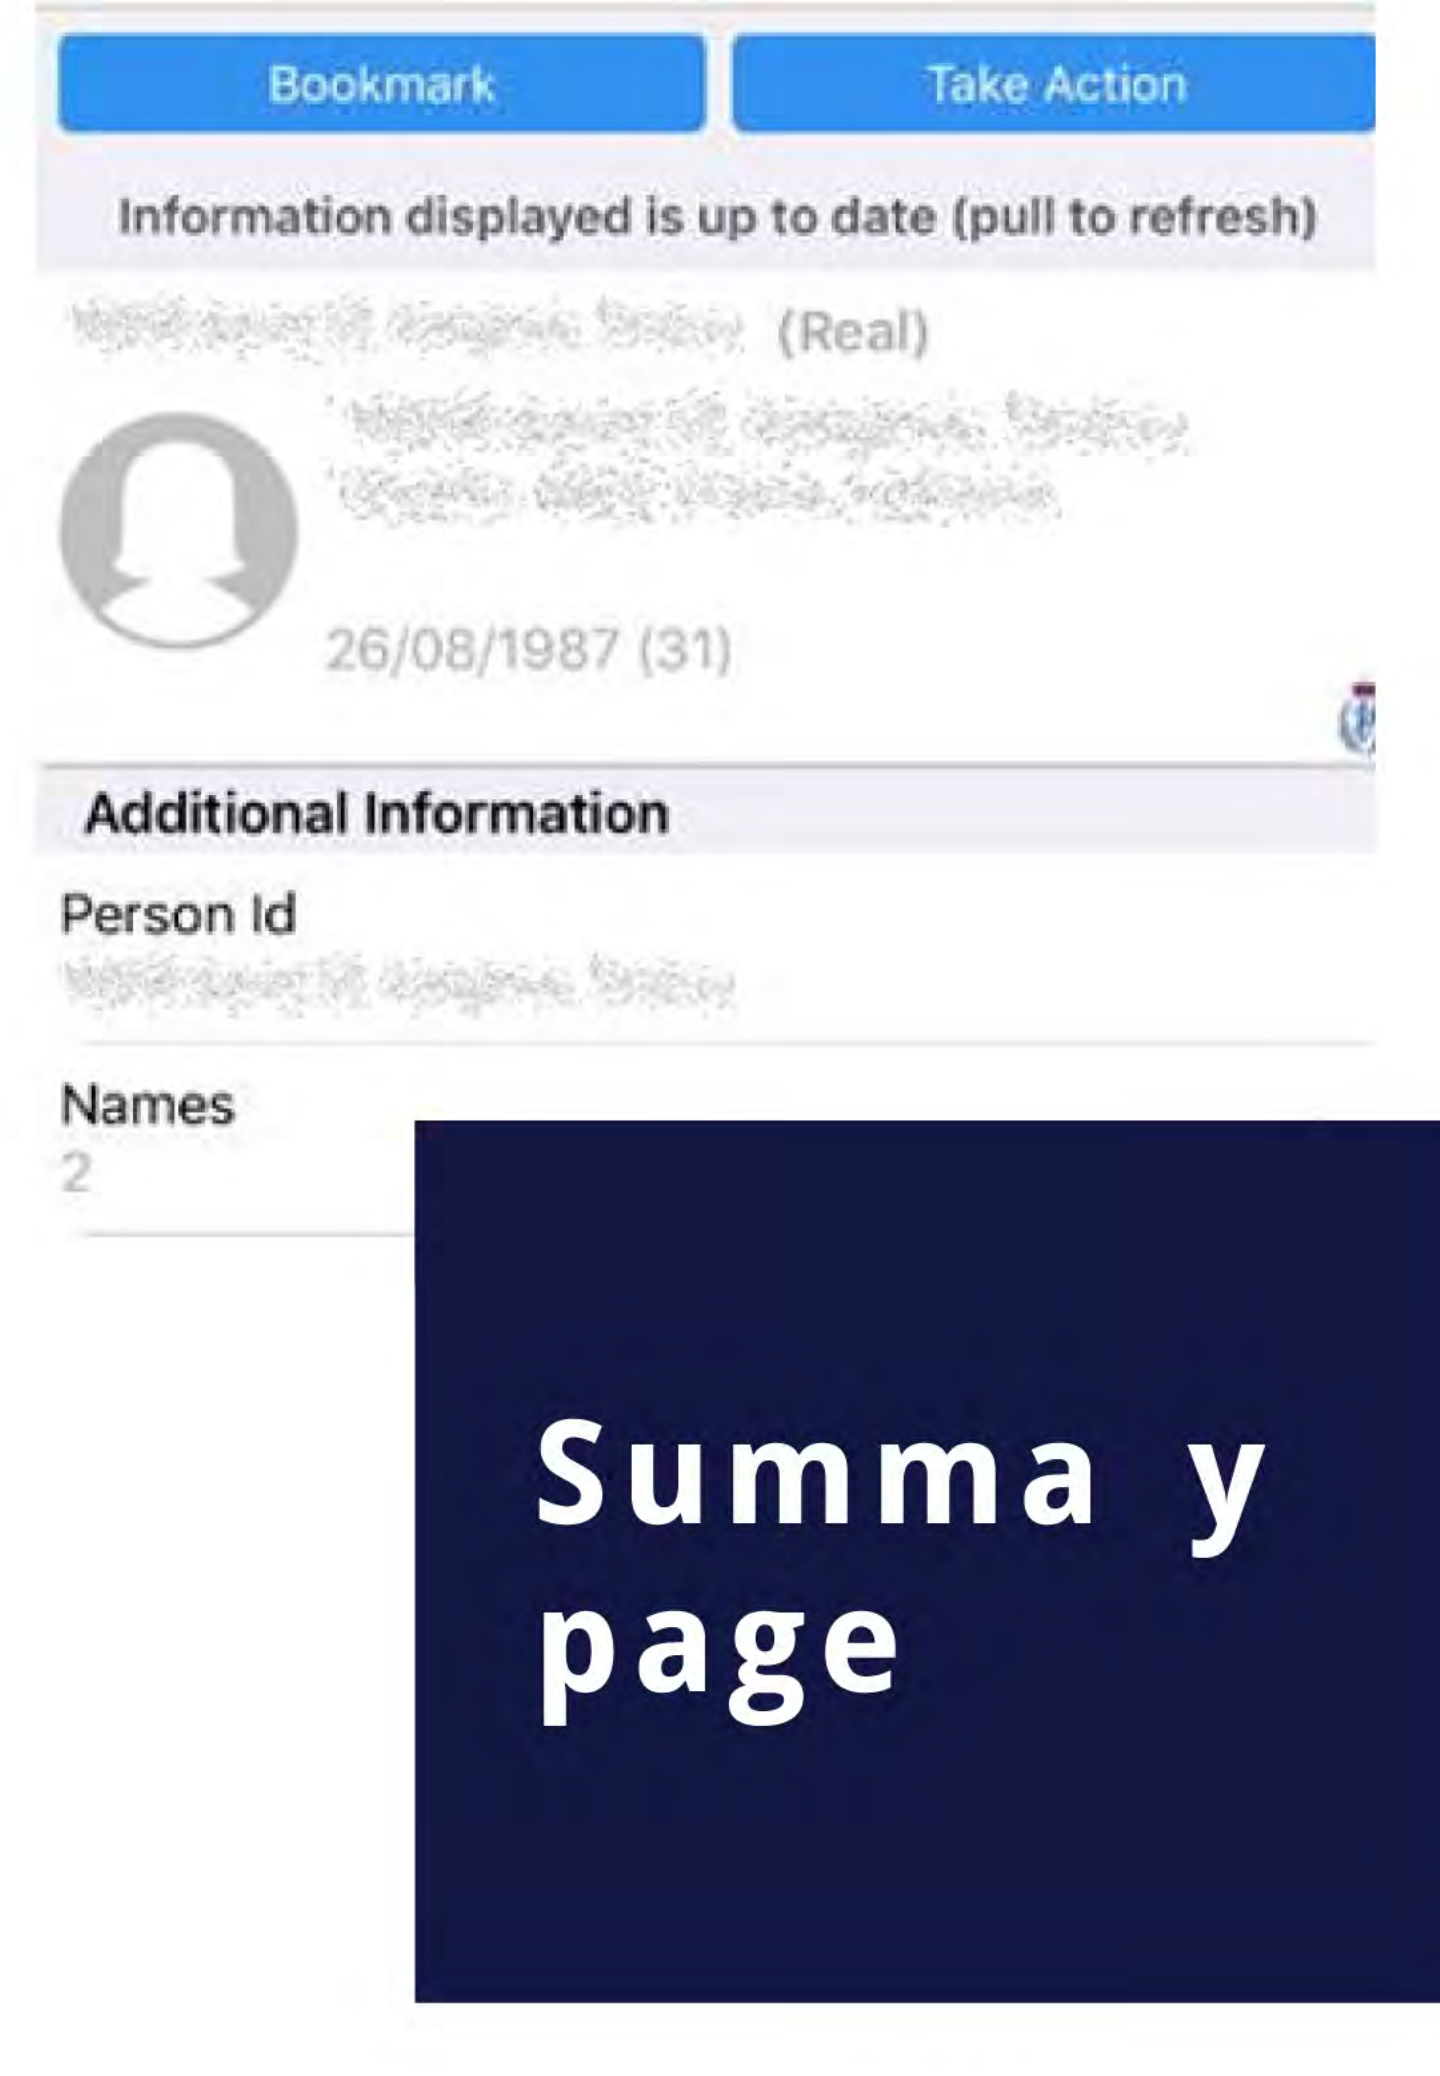 Bookmark
Take Action
Information displayed is up to date (pull to refresh)
(Real)
26/08/1987 (31)
Additional Information
Person Id
Names
2
Summa y
page